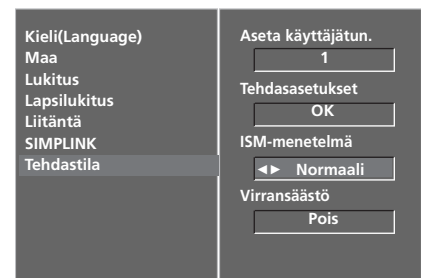 Kieli(Language)
Maa
Lukitus
Lapsilukitus
Liitäntä
SIMPLINK
Tehdastila
Aseta käyttäjätun.
1
Tehdasasetukset
OK
ISM-menetelmä
◄► Normaali
Virransäästö
Pois